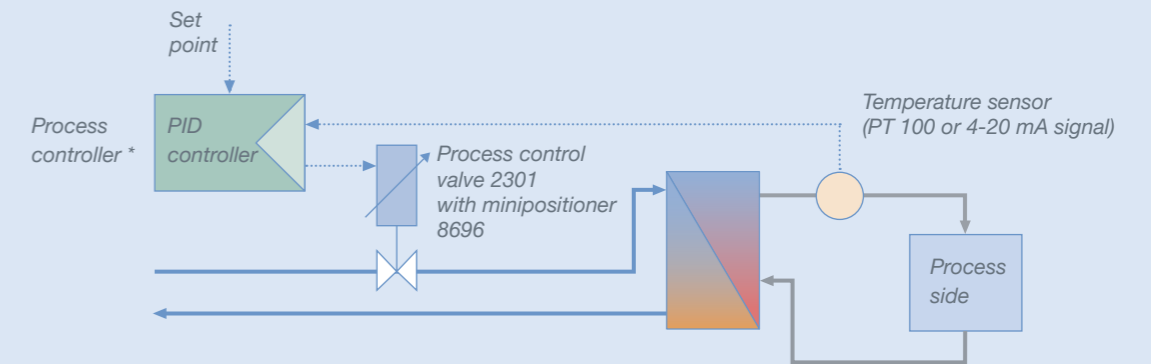 Set
point
Process
controller *
PID
controller
Process control
valve 2301
with minipositioner
8696
Temperature sensor
(PT 100 or 4-20 mA signal)
Process
side